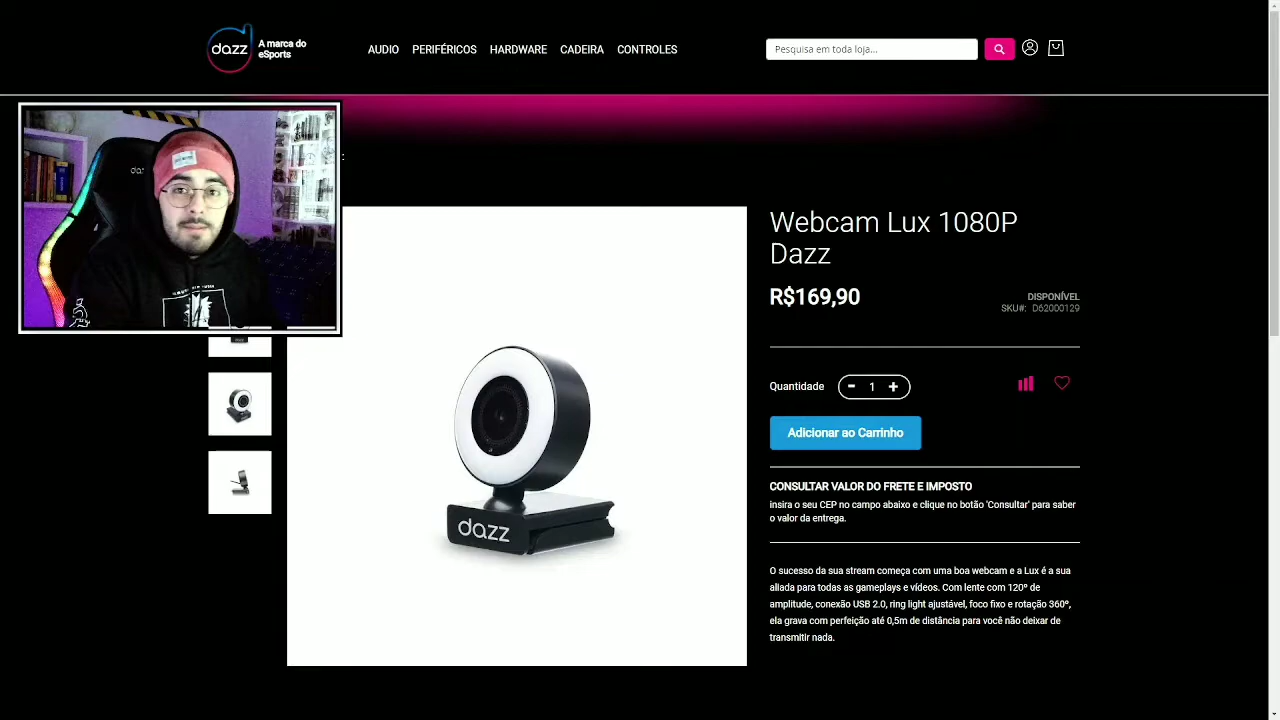 dazz
A marca do
eSports
AUDIO PERIFÉRICOS HARDWARE CADEIRA CONTROLES
Pesquisa em toda loja...
Webcam Lux 1080P
Dazz
R$169,90
DISPONÍVEL
SKU#: D62000129
Quantidade - 1 +
Adicionar ao Carrinho
CONSULTAR VALOR DO FRETE E IMPOSTO
insira o seu CEP no campo abaixo e clique no botão 'Consultar' para saber
o valor da entrega.
O sucesso da sua stream começa com uma boa webcam e a Lux é a sua
aliada para todas as gameplays e vídeos. Com lente com 120º de
amplitude, conexão USB 2.0, ring light ajustável, foco fixo e rotação 360º,
ela grava com perfeição até 0,5m de distância para você não deixar de
transmitir nada.
dazz